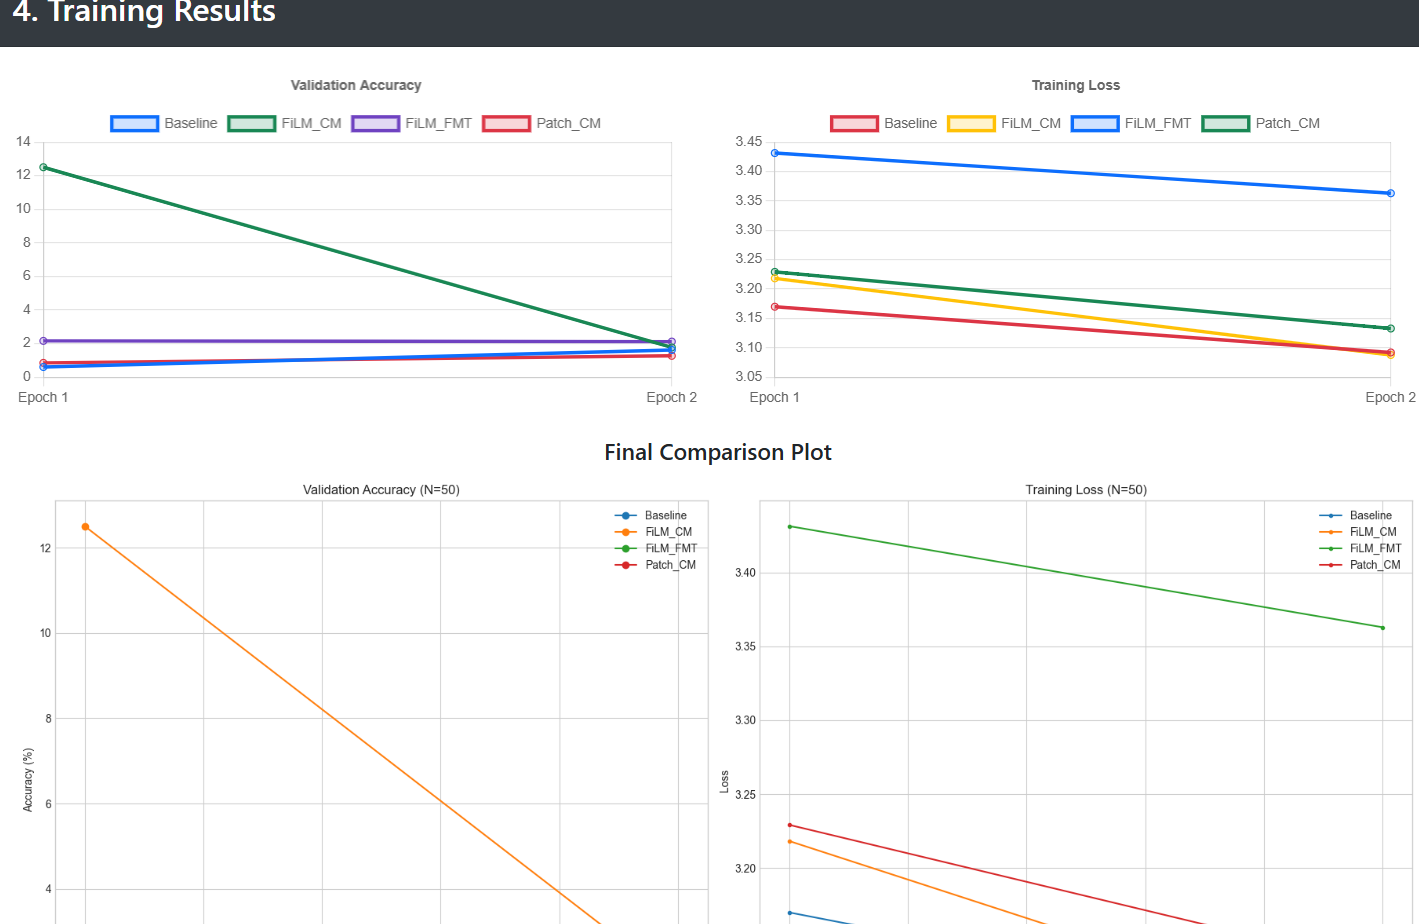 4. Training Results
Validation Accuracy
Baseline FiLM_CM FiLM_FMT Patch_CM
14
12
10
8
6
4
2
0
Epoch 1 Epoch 2
Training Loss
Baseline FiLM_CM FiLM_FMT Patch_CM
3.45
3.40
3.35
3.30
3.25
3.20
3.15
3.10
3.05
Epoch 1 Epoch 2
Final Comparison Plot
Validation Accuracy (N=50)
Baseline
FiLM_CM
FiLM_FMT
Patch_CM
12
10
8
6
4
Accuracy (%)
Training Loss (N=50)
Baseline
FiLM_CM
FiLM_FMT
Patch_CM
3.40
3.35
3.30
3.25
3.20
Loss